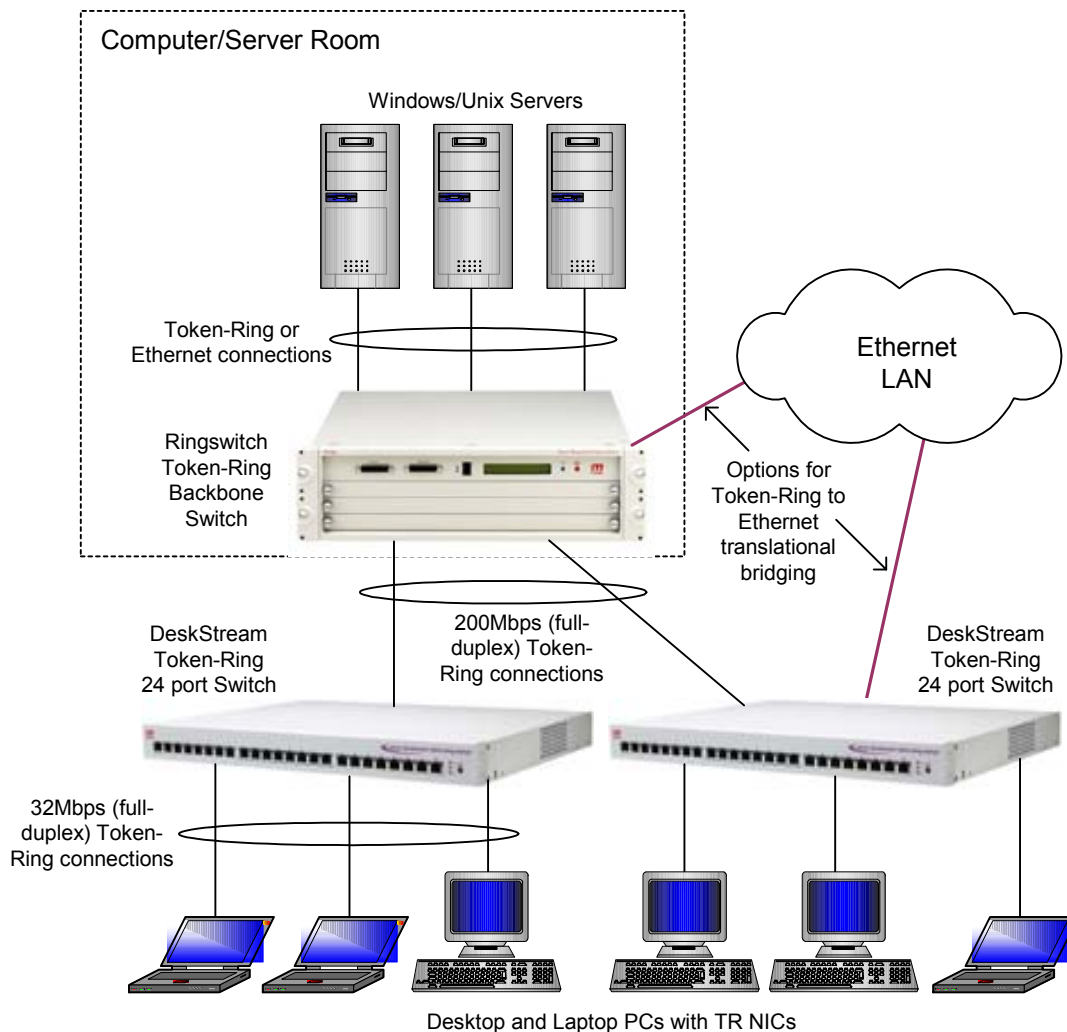 Computer/Server Room
Windows/Unix Servers
Token-Ring or
Ethernet connections
Ethernet
LAN
Ringswitch
Token-Ring
Backbone
Switch
Options for
Token-Ring to
Ethernet
translational
bridging
200Mbps (full-
duplex) Token-
Ring connections
DeskStream
Token-Ring
24 port Switch
DeskStream
Token-Ring
24 port Switch
32Mbps (full-
duplex) Token-
Ring connections
Desktop and Laptop PCs with TR NICs